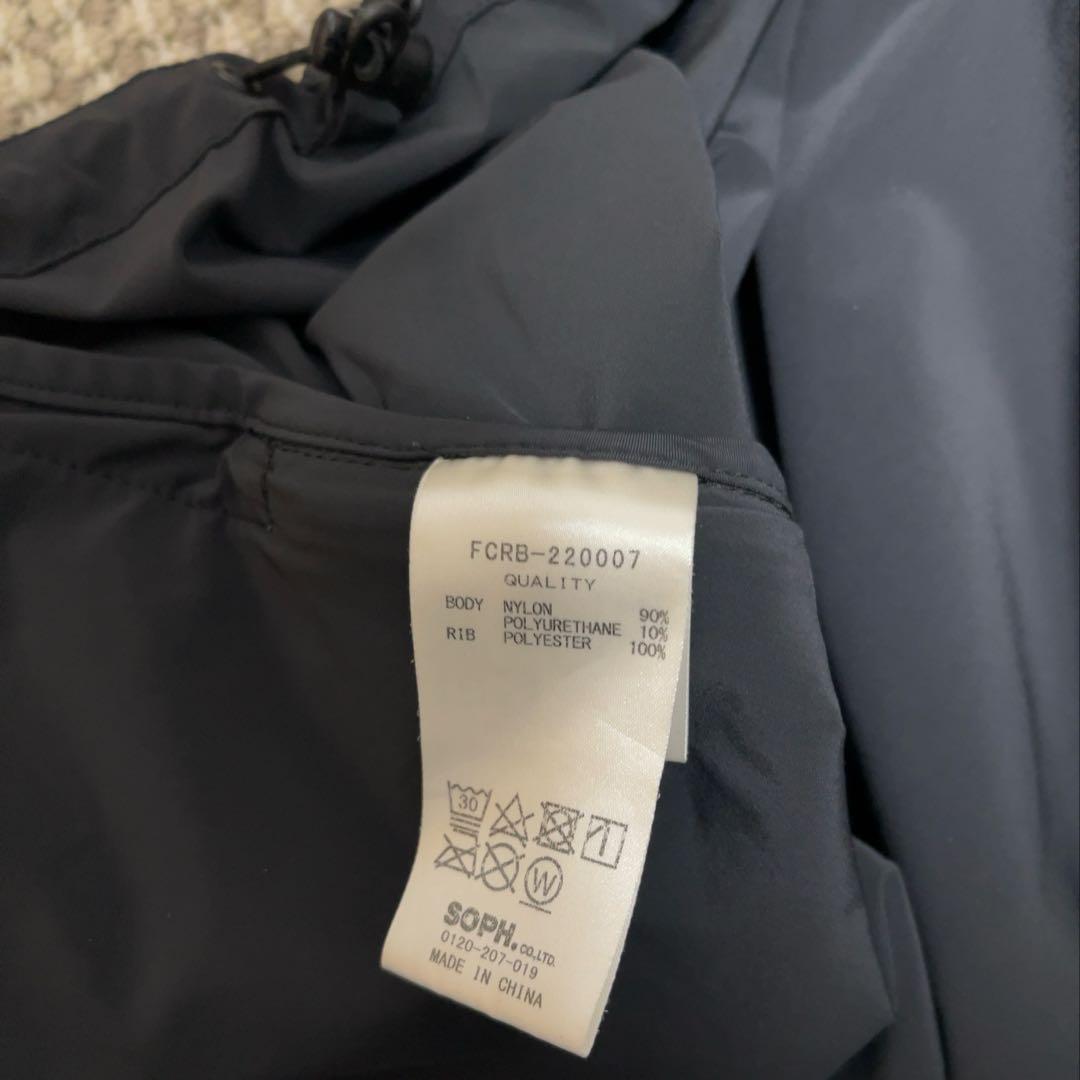 FCRB-220007
QUALITY
BODY NYLON 90%
POLYURETHANE 10%
RIB POLYESTER 100%
30
W
SOPH.CO.,LTD.
0120-207-019
MADE IN CHINA